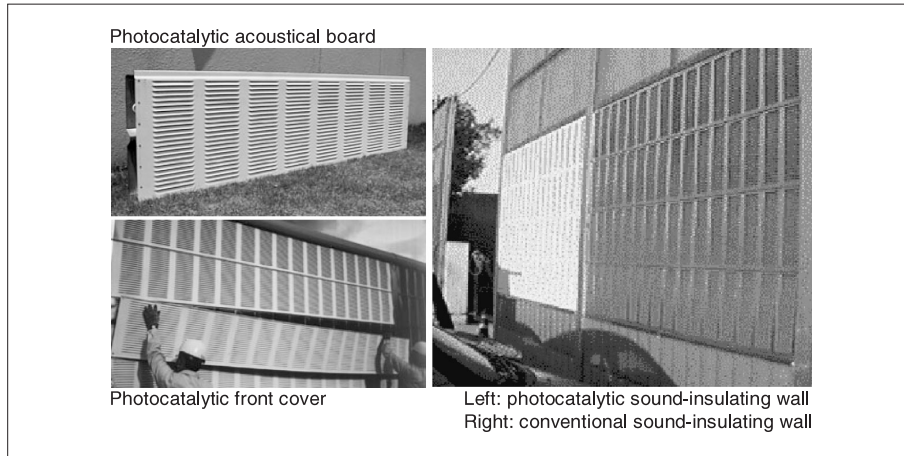 Photocatalytic acoustical board
Photocatalytic front cover
Left: photocatalytic sound-insulating wall
Right: conventional sound-insulating wall